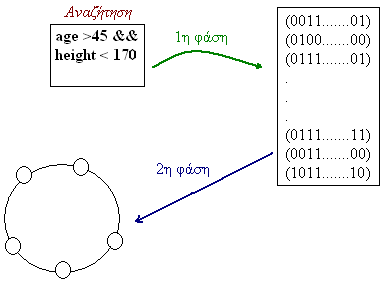 Αναζήτηση
age >45 &&
height < 170
1η φάση
(0011.......01)
(0100.......00)
(0111.......01)
.
.
.
(0111.......11)
(0011.......00)
(1011.......10)
2η φάση